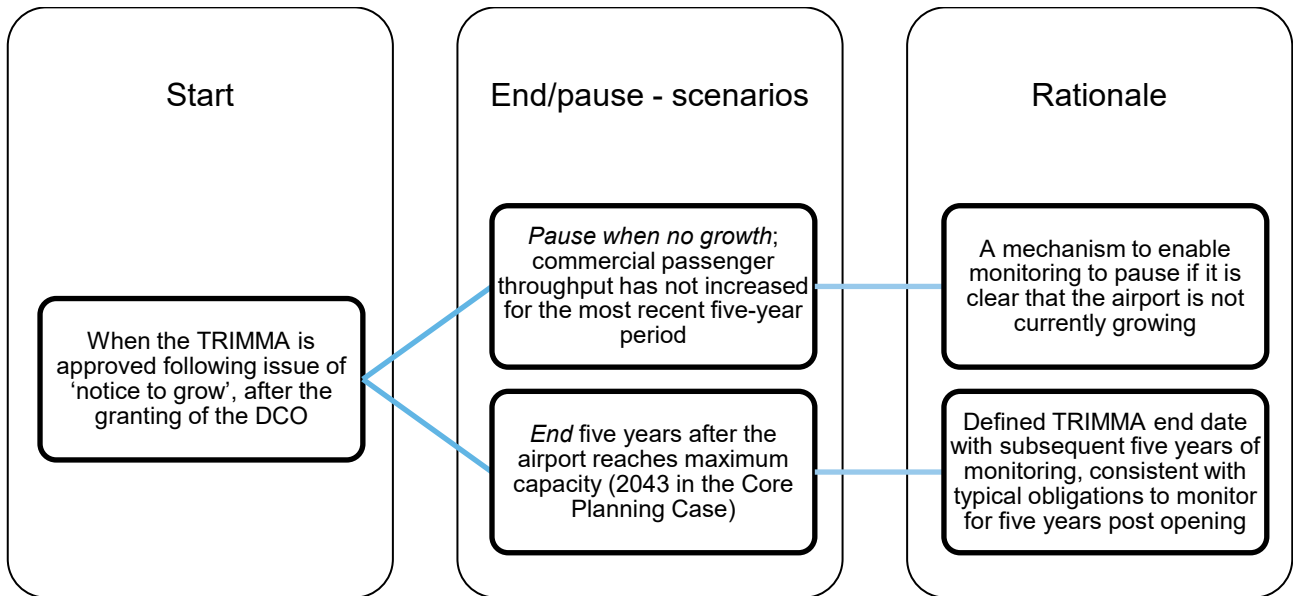 Start
When the TRIMMA is
approved following issue of
‘notice to grow’, after the
granting of the DCO
End/pause - scenarios
Pause when no growth;
commercial passenger
throughput has not increased
for the most recent five-year
period
End five years after the
airport reaches maximum
capacity (2043 in the Core
Planning Case)
Rationale
A mechanism to enable
monitoring to pause if it is
clear that the airport is not
currently growing
Defined TRIMMA end date
with subsequent five years of
monitoring, consistent with
typical obligations to monitor
for five years post opening